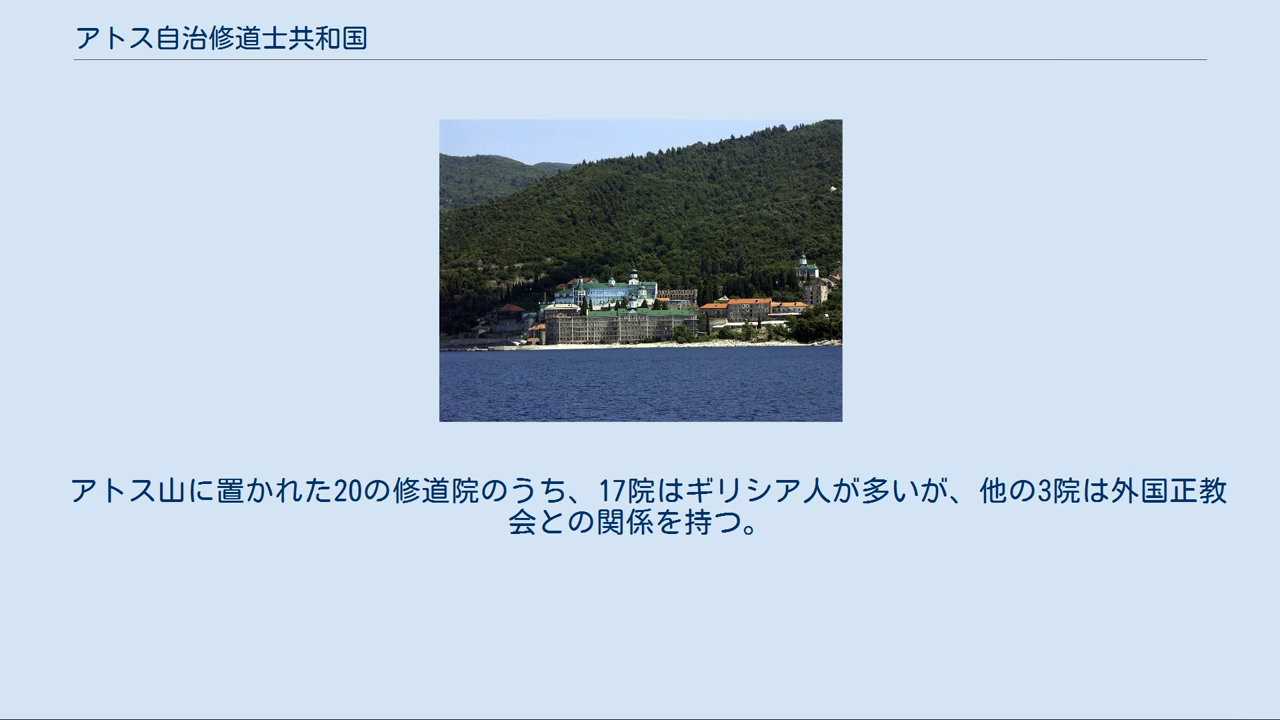 アトス自治修道士共和国
アトス山に置かれた20の修道院のうち、17院はギリシア人が多いが、他の3院は外国正教
会との関係を持つ。